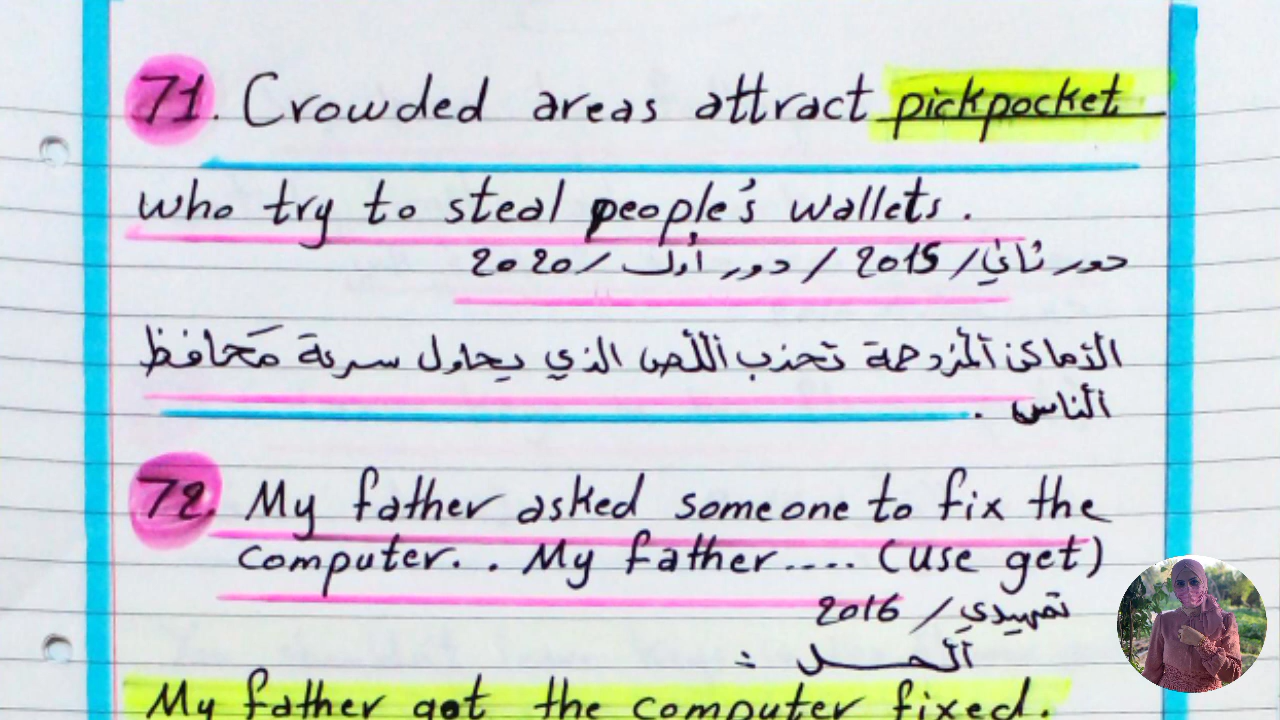 71. Crowded areas attract pickpocket
who try to steal people's wallets.
دور ثاني/ 2015 / دور أول / 2020
الأماكن المزدحمة تجذب اللص الذي يحاول سرقة محافظ
الناس .
72. My father asked someone to fix the
computer. . My father.... (use get)
تمهيدي / 2016
الحل :
My father got the computer fixed.